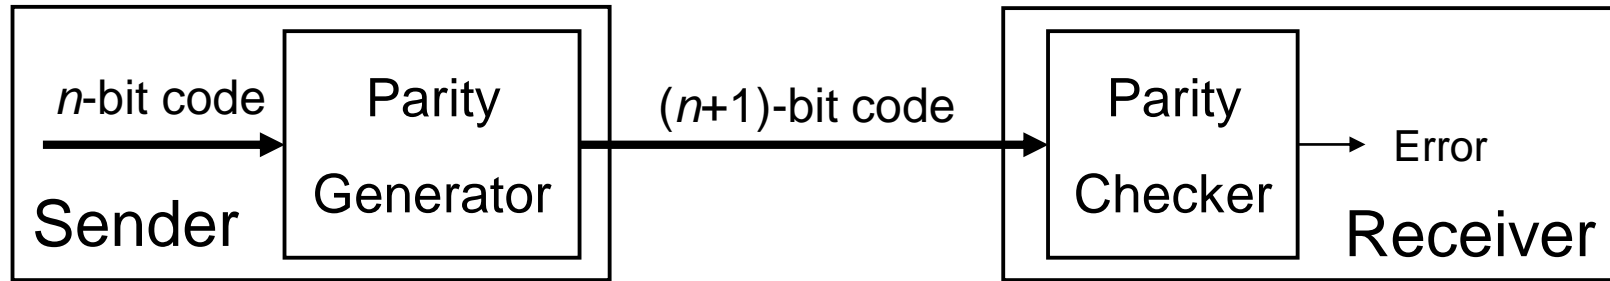 n-bit code
Parity
Generator
Sender
(n+1)-bit code
Parity
Checker
Error
Receiver